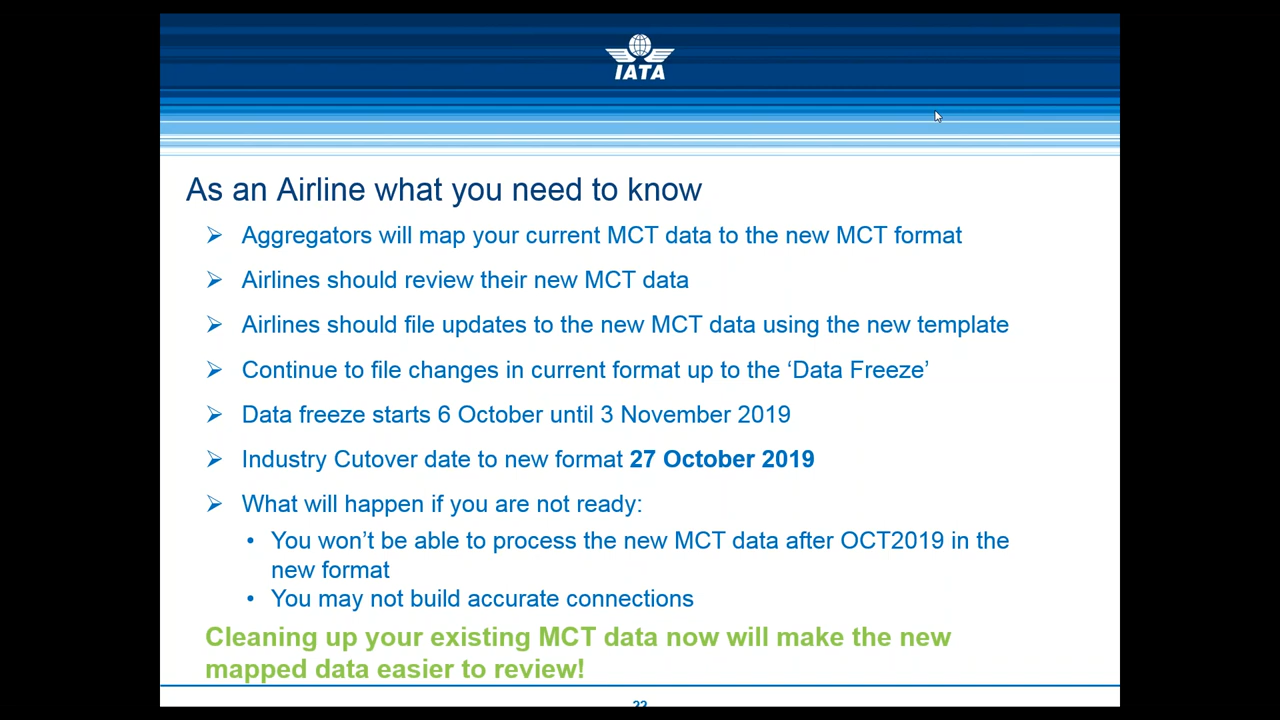 IATA
As an Airline what you need to know
➢ Aggregators will map your current MCT data to the new MCT format
➢ Airlines should review their new MCT data
➢ Airlines should file updates to the new MCT data using the new template
➢ Continue to file changes in current format up to the ‘Data Freeze’
➢ Data freeze starts 6 October until 3 November 2019
➢ Industry Cutover date to new format 27 October 2019
➢ What will happen if you are not ready:
• You won’t be able to process the new MCT data after OCT2019 in the
new format
• You may not build accurate connections
Cleaning up your existing MCT data now will make the new
mapped data easier to review!